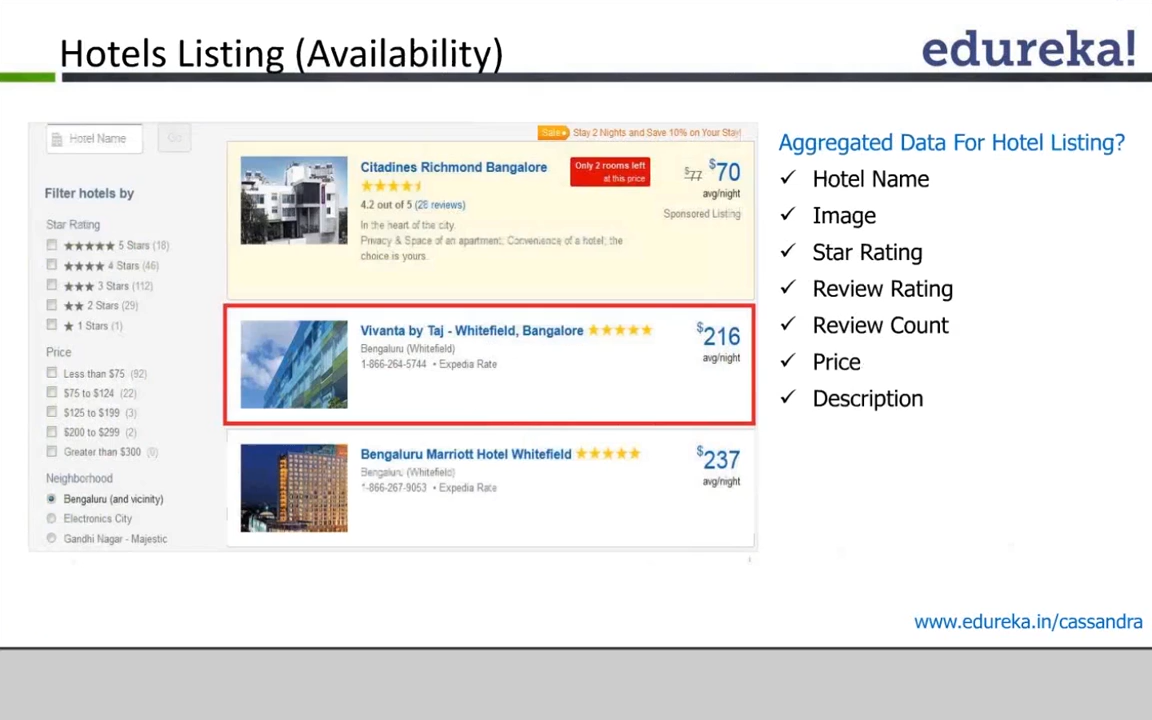 Hotels Listing (Availability)
edureka!
Hotel Name
Go
Filter hotels by
Star Rating
5 Stars (18)
4 Stars (46)
3 Stars (112)
2 Stars (29)
1 Stars (1)
Price
Less than $75 (92)
$75 to $124 (22)
$125 to $199 (3)
$200 to $299 (2)
Greater than $300 (0)
Neighborhood
Bengaluru (and vicinity)
Electronics City
Gandhi Nagar - Majestic
Sale Stay 2 Nights and Save 10% on Your Stay!
Citadines Richmond Bangalore
4.2 out of 5 (28 reviews)
In the heart of the city.
Privacy & Space of an apartment, Convenience of a hotel; the
choice is yours.
Only 2 rooms left
at this price
$77 $70
avg/night
Sponsored Listing
Vivanta by Taj - Whitefield, Bangalore
Bengaluru (Whitefield)
1-866-264-5744 • Expedia Rate
$216
avg/night
Bengaluru Marriott Hotel Whitefield
Bengaluru (Whitefield)
1-866-267-9053 • Expedia Rate
$237
avg/night
Aggregated Data For Hotel Listing?
✓ Hotel Name
✓ Image
✓ Star Rating
✓ Review Rating
✓ Review Count
✓ Price
✓ Description
www.edureka.in/cassandra